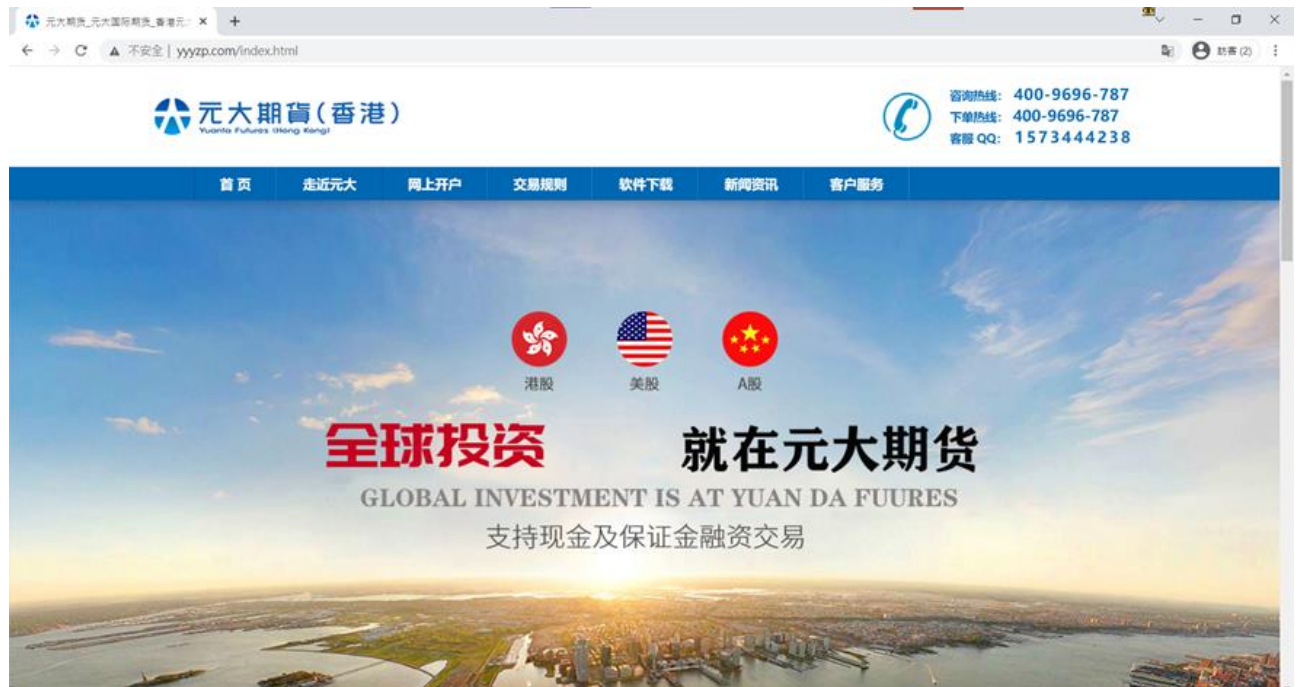 元大期货_元大国际期货_香港元
不安全 | yyyzp.com/index.html
訪客 (2)
元大期貨(香港)
Yuanta Futures (Hong Kong)
咨询热线: 400-9696-787
下单热线: 400-9696-787
客服 QQ: 1573444238
首 页 走近元大 网上开户 交易规则 软件下载 新闻资讯 客户服务
港股 美股 A股
全球投资 就在元大期货
GLOBAL INVESTMENT IS AT YUAN DA FUURES
支持现金及保证金融资交易